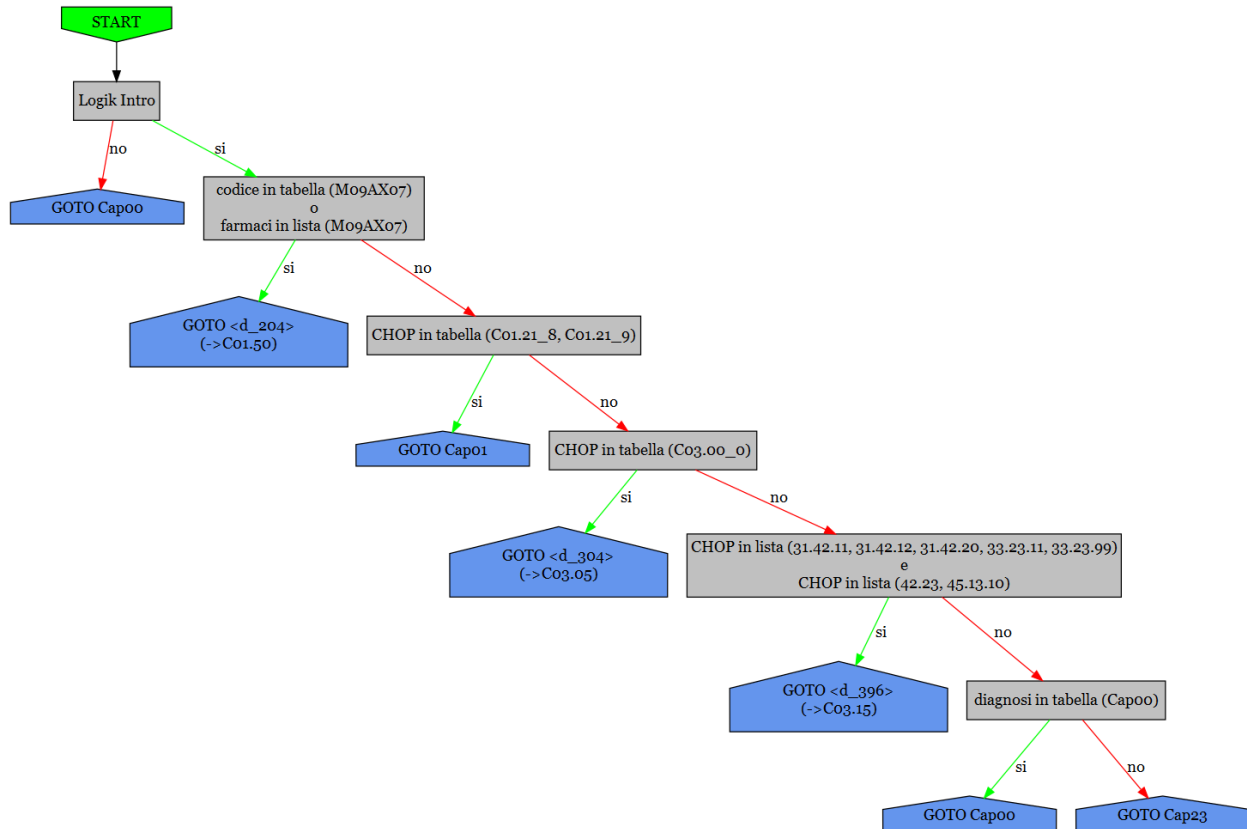 START
Logik Intro
no
si
GOTO Cap00
codice in tabella (M09AX07)
o
farmaci in lista (M09AX07)
si
no
GOTO <d_204>
(->C01.50)
CHOP in tabella (C01.21_8, C01.21_9)
si
no
GOTO Cap01
CHOP in tabella (C03.00_0)
si
no
GOTO <d_304>
(->C03.05)
CHOP in lista (31.42.11, 31.42.12, 31.42.20, 33.23.11, 33.23.99)
e
CHOP in lista (42.23, 45.13.10)
si
no
GOTO <d_396>
(->C03.15)
diagnosi in tabella (Cap00)
si
no
GOTO Cap00
GOTO Cap23